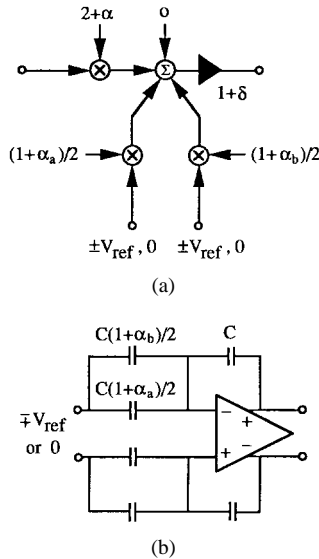 2+α o
Σ
1+δ
(1+αa)/2 (1+αb)/2
±Vref , 0 ±Vref , 0
(a)
C(1+αb)/2 C
C(1+αa)/2
∓Vref
or 0
− +
+ −
(b)